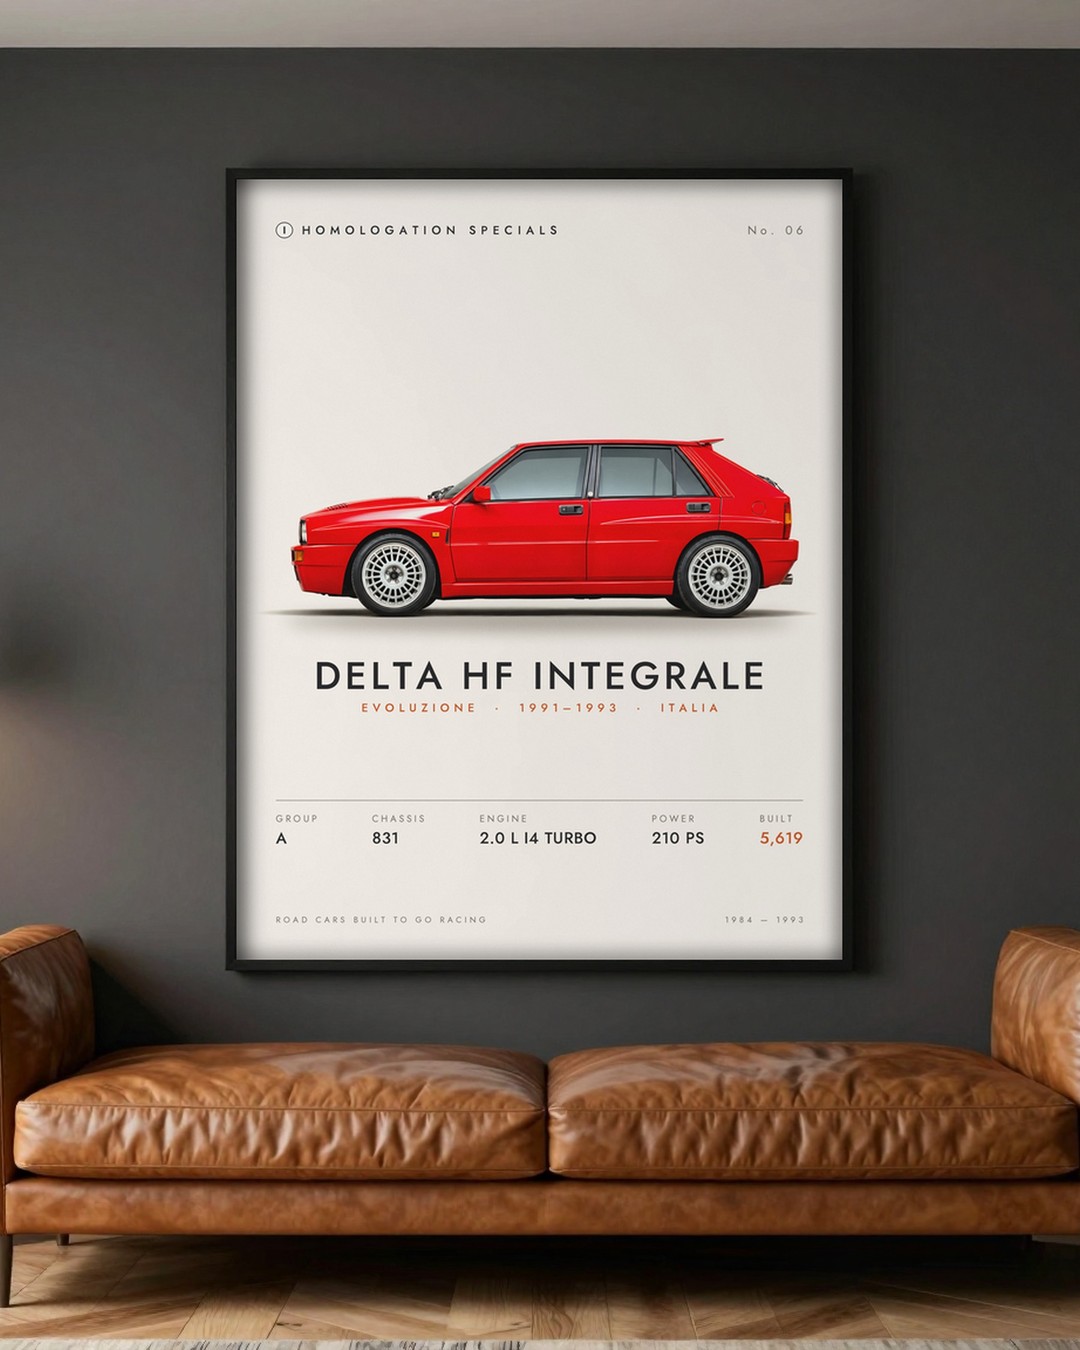 I HOMOLOGATION SPECIALS No. 06
DELTA HF INTEGRALE
EVOLUZIONE · 1991–1993 · ITALIA
GROUP CHASSIS ENGINE POWER BUILT
A 831 2.0 L I4 TURBO 210 PS 5,619
ROAD CARS BUILT TO GO RACING 1984 — 1993